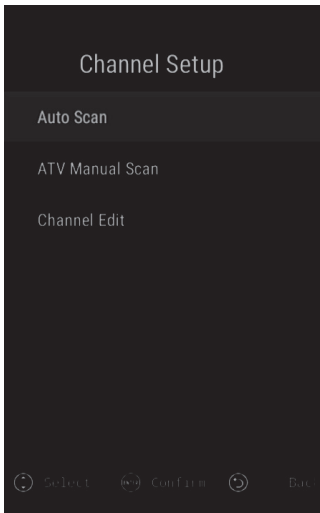 Channel Setup
Auto Scan
ATV Manual Scan
Channel Edit
Select Confirm